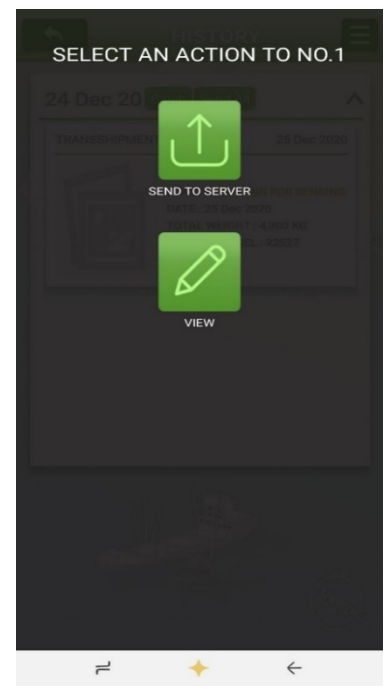 HISTORY
SELECT AN ACTION TO NO.1
24 Dec 20
TRANSSHIPMENT
25 Dec 2020
SEND TO SERVER
DATE: 25 Dec 2020
VIEW